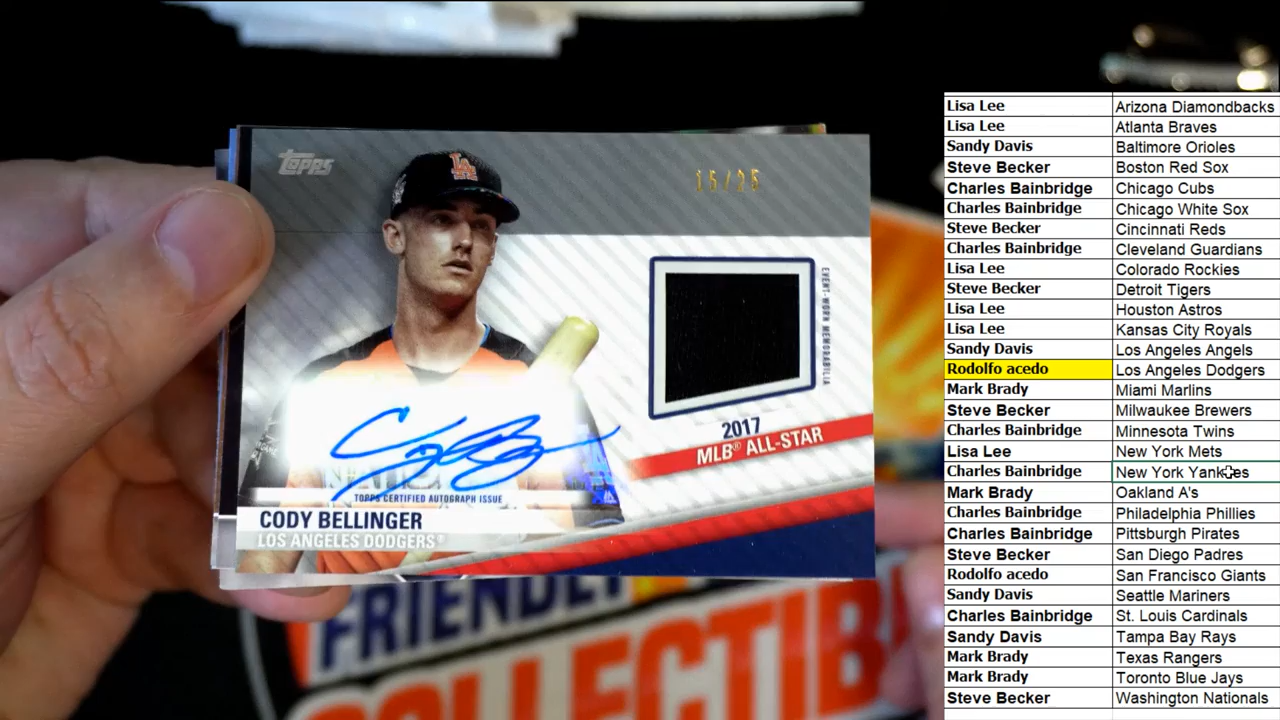 TOPPS
LA
15/25
EVENT-WORN MEMORABILIA
2017
MLB® ALL-STAR
TOPPS CERTIFIED AUTOGRAPH ISSUE
CODY BELLINGER
LOS ANGELES DODGERS®
FRIENDLY
COLLECTIB
Lisa Lee Arizona Diamondbacks
Lisa Lee Atlanta Braves
Sandy Davis Baltimore Orioles
Steve Becker Boston Red Sox
Charles Bainbridge Chicago Cubs
Charles Bainbridge Chicago White Sox
Steve Becker Cincinnati Reds
Charles Bainbridge Cleveland Guardians
Lisa Lee Colorado Rockies
Steve Becker Detroit Tigers
Lisa Lee Houston Astros
Lisa Lee Kansas City Royals
Sandy Davis Los Angeles Angels
Rodolfo acedo Los Angeles Dodgers
Mark Brady Miami Marlins
Steve Becker Milwaukee Brewers
Charles Bainbridge Minnesota Twins
Lisa Lee New York Mets
Charles Bainbridge New York Yankees
Mark Brady Oakland A's
Charles Bainbridge Philadelphia Phillies
Charles Bainbridge Pittsburgh Pirates
Steve Becker San Diego Padres
Rodolfo acedo San Francisco Giants
Sandy Davis Seattle Mariners
Charles Bainbridge St. Louis Cardinals
Sandy Davis Tampa Bay Rays
Mark Brady Texas Rangers
Mark Brady Toronto Blue Jays
Steve Becker Washington Nationals